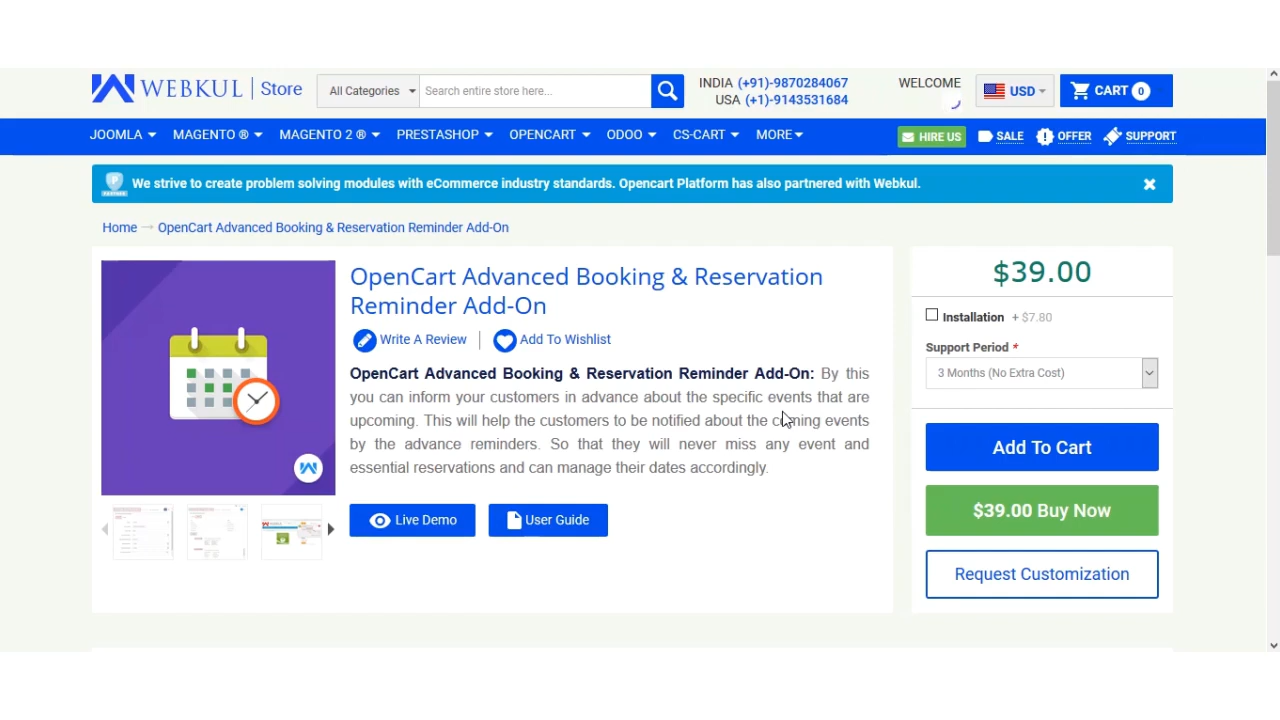 WEBKUL | Store
All Categories
Search entire store here...
INDIA (+91)-9870284067
USA (+1)-9143531684
WELCOME
USD
CART 0
JOOMLA
MAGENTO ®
MAGENTO 2 ®
PRESTASHOP
OPENCART
ODOO
CS-CART
MORE
HIRE US
SALE
OFFER
SUPPORT
We strive to create problem solving modules with eCommerce industry standards. Opencart Platform has also partnered with Webkul.
Home → OpenCart Advanced Booking & Reservation Reminder Add-On
OpenCart Advanced Booking & Reservation
Reminder Add-On
Write A Review | Add To Wishlist
OpenCart Advanced Booking & Reservation Reminder Add-On: By this
you can inform your customers in advance about the specific events that are
upcoming. This will help the customers to be notified about the coming events
by the advance reminders. So that they will never miss any event and
essential reservations and can manage their dates accordingly.
Live Demo
User Guide
$39.00
Installation + $7.80
Support Period *
3 Months (No Extra Cost)
Add To Cart
$39.00 Buy Now
Request Customization